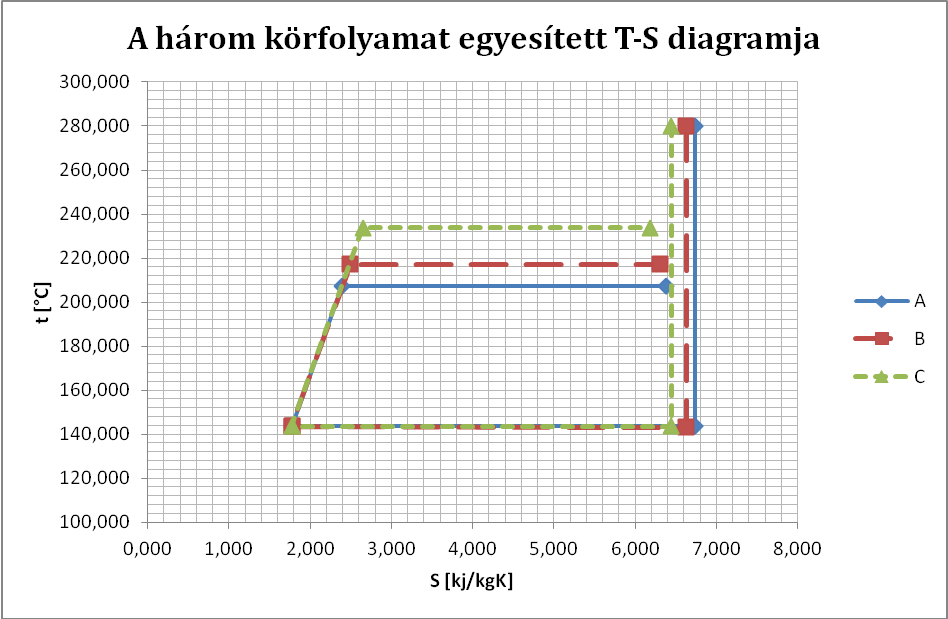 A három körfolyamat egyesített T-S diagramja
300,000
280,000
260,000
240,000
220,000
200,000
180,000
160,000
140,000
120,000
100,000
t [°C]
0,000 1,000 2,000 3,000 4,000 5,000 6,000 7,000 8,000
S [kj/kgK]
A
B
C